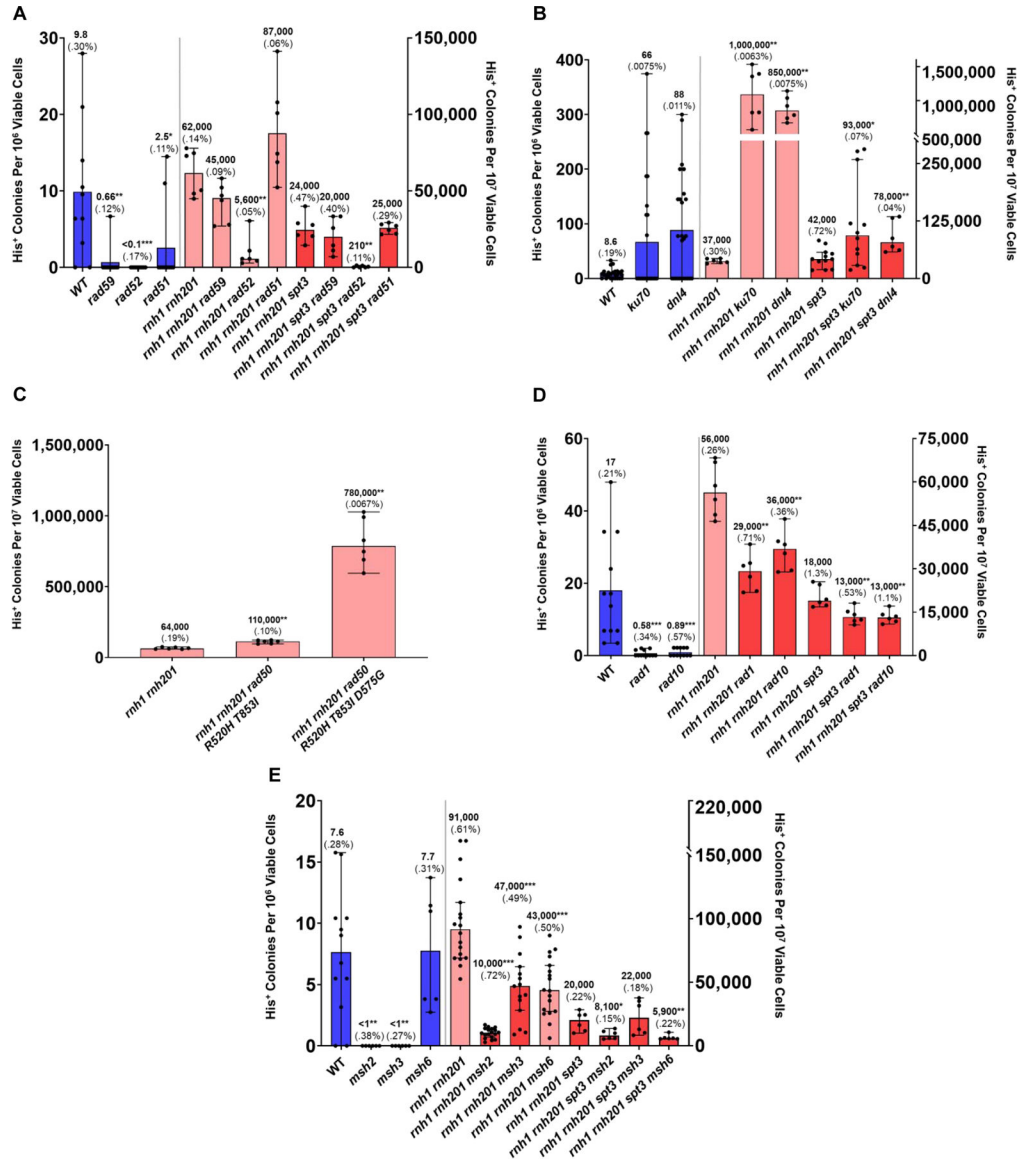 A
His⁺ Colonies Per 10⁶ Viable Cells
30
20
10
0
9.8
(.30%)
0.66**
(.12%)
<0.1***
(.17%)
2.5*
(.11%)
62,000
(.14%)
45,000
(.09%)
5,600**
(.05%)
87,000
(.06%)
24,000
(.47%)
20,000
(.40%)
210**
(.11%)
25,000
(.29%)
150,000
100,000
50,000
0
His⁺ Colonies Per 10⁷ Viable Cells
WT
rad59
rad52
rad51
rnh1 rnh201
rnh1 rnh201 rad59
rnh1 rnh201 rad52
rnh1 rnh201 rad51
rnh1 rnh201 spt3
rnh1 rnh201 spt3 rad59
rnh1 rnh201 spt3 rad52
rnh1 rnh201 spt3 rad51
B
His⁺ Colonies Per 10⁶ Viable Cells
400
300
200
100
0
8.6
(.19%)
66
(.0075%)
88
(.011%)
37,000
(.30%)
1,000,000**
(.0063%)
850,000**
(.0075%)
42,000
(.72%)
93,000*
(.07%)
78,000**
(.04%)
1,500,000
1,000,000
500,000
250,000
125,000
0
His⁺ Colonies Per 10⁷ Viable Cells
WT
ku70
dnl4
rnh1 rnh201
rnh1 rnh201 ku70
rnh1 rnh201 dnl4
rnh1 rnh201 spt3
rnh1 rnh201 spt3 ku70
rnh1 rnh201 spt3 dnl4
C
His⁺ Colonies Per 10⁷ Viable Cells
1,500,000
1,000,000
500,000
0
64,000
(.19%)
110,000**
(.10%)
780,000**
(.0067%)
rnh1 rnh201
rnh1 rnh201 rad50
R520H T853I
rnh1 rnh201 rad50
R520H T853I D575G
D
His⁺ Colonies Per 10⁶ Viable Cells
60
40
20
0
17
(.21%)
0.58***
(.34%)
0.89***
(.57%)
56,000
(.26%)
29,000**
(.71%)
36,000**
(.36%)
18,000
(1.3%)
13,000**
(.53%)
13,000**
(1.1%)
75,000
60,000
45,000
30,000
15,000
0
His⁺ Colonies Per 10⁷ Viable Cells
WT
rad1
rad10
rnh1 rnh201
rnh1 rnh201 rad1
rnh1 rnh201 rad10
rnh1 rnh201 spt3
rnh1 rnh201 spt3 rad1
rnh1 rnh201 spt3 rad10
E
His⁺ Colonies Per 10⁶ Viable Cells
20
15
10
5
0
7.6
(.28%)
<1**
(.38%)
<1**
(.27%)
7.7
(.31%)
91,000
(.61%)
10,000***
(.72%)
47,000***
(.49%)
43,000***
(.50%)
20,000
(.22%)
8,100*
(.15%)
22,000
(.18%)
5,900**
(.22%)
220,000
150,000
100,000
50,000
0
His⁺ Colonies Per 10⁷ Viable Cells
WT
msh2
msh3
msh6
rnh1 rnh201
rnh1 rnh201 msh2
rnh1 rnh201 msh3
rnh1 rnh201 msh6
rnh1 rnh201 spt3
rnh1 rnh201 spt3 msh2
rnh1 rnh201 spt3 msh3
rnh1 rnh201 spt3 msh6